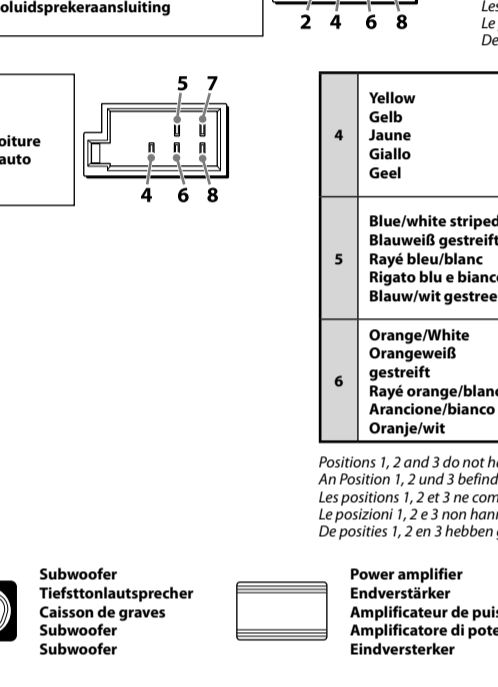 oluidsprekeraansluiting
2 4 6 8
Les
Le
De
oiture
auto
5 7
4 6 8
4
Yellow
Gelb
Jaune
Giallo
Geel
5
Blue/white striped
Blauweiß gestreift
Rayé bleu/blanc
Rigato blu e bianco
Blauw/wit gestree
6
Orange/White
Orangeweiß
gestreift
Rayé orange/blanc
Arancione/bianco
Oranje/wit
Positions 1, 2 and 3 do not ha
An Position 1, 2 und 3 befind
Les positions 1, 2 et 3 ne com
Le posizioni 1, 2 e 3 non hann
De posities 1, 2 en 3 hebben
Subwoofer
Tiefsttonlautsprecher
Caisson de graves
Subwoofer
Subwoofer
Power amplifier
Endverstärker
Amplificateur de puis
Amplificatore di pote
Eindversterker